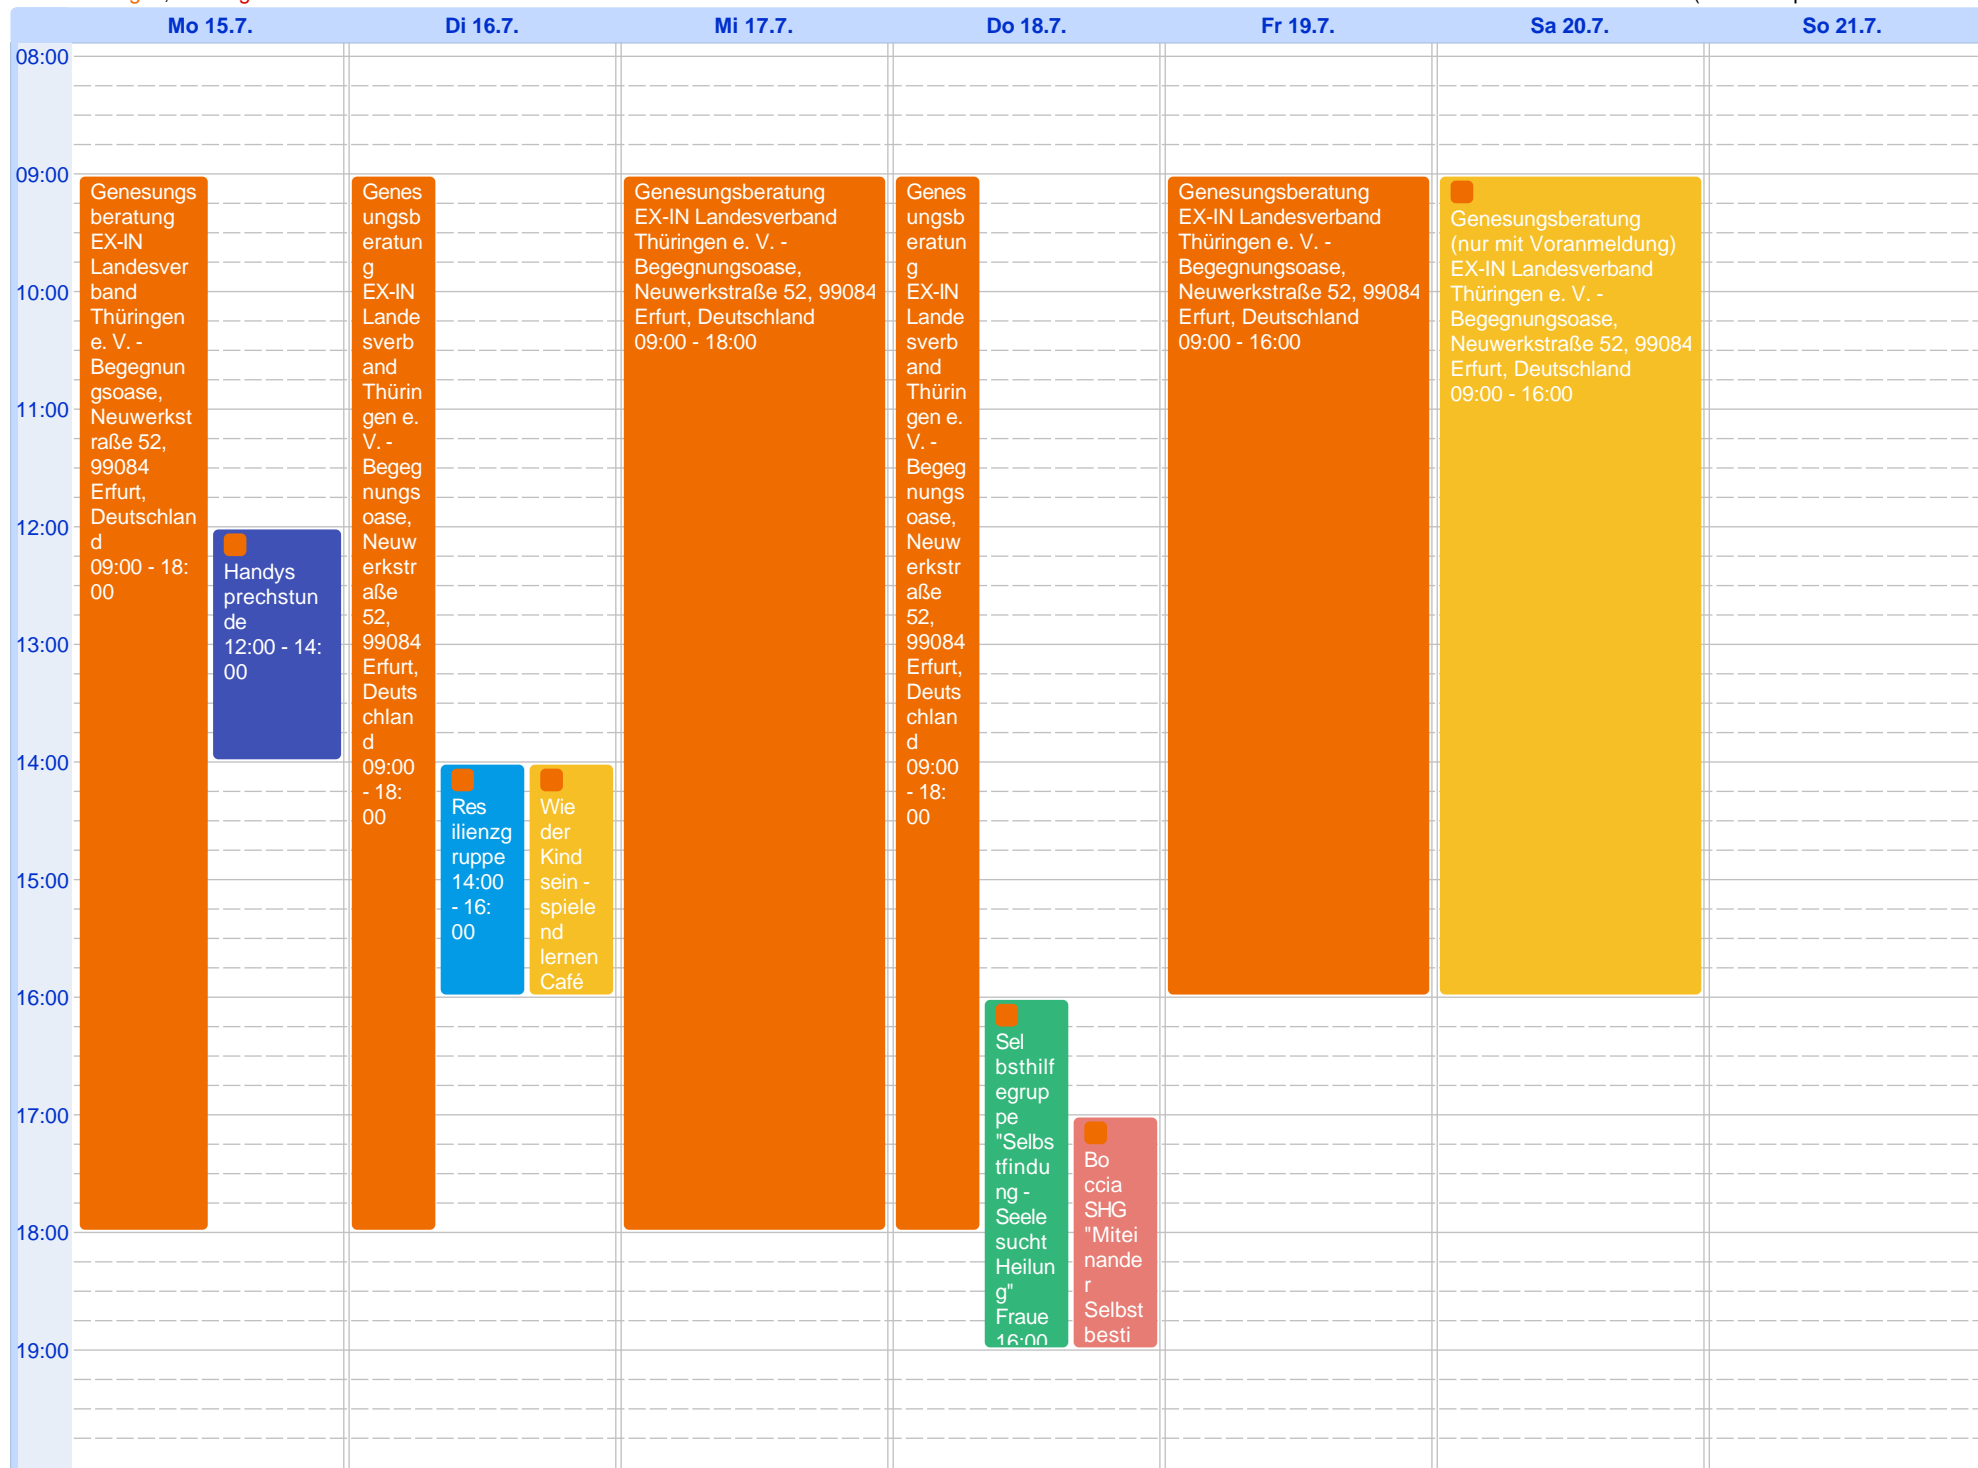 Mo 15.7.
Di 16.7.
Mi 17.7.
Do 18.7.
Fr 19.7.
Sa 20.7.
So 21.7.
08:00
09:00
10:00
11:00
12:00
13:00
14:00
15:00
16:00
17:00
18:00
19:00
Genesungs
beratung
EX-IN
Landesver
band
Thüringen
e. V. -
Begegnun
gsoase,
Neuwerkst
raße 52,
99084
Erfurt,
Deutschlan
d
09:00 - 18:
00
Handys
prechstun
de
12:00 - 14:
00
Genes
ungsb
eratun
g
EX-IN
Lande
sverb
and
Thürin
gen e.
V. -
Begeg
nungs
oase,
Neuw
erkstr
aße
52,
99084
Erfurt,
Deuts
chlan
d
09:00
- 18:
00
Res
ilienzg
ruppe
14:00
- 16:
00
Wie
der
Kind
sein -
spiele
nd
lernen
Café
Genesungsberatung
EX-IN Landesverband
Thüringen e. V. -
Begegnungsoase,
Neuwerkstraße 52, 99084
Erfurt, Deutschland
09:00 - 18:00
Genes
ungsb
eratun
g
EX-IN
Lande
sverb
and
Thürin
gen e.
V. -
Begeg
nungs
oase,
Neuw
erkstr
aße
52,
99084
Erfurt,
Deuts
chlan
d
09:00
- 18:
00
Sel
bsthilf
egrup
pe
"Selbs
tfindu
ng -
Seele
sucht
Heilun
g"
Fraue
16:00
Bo
ccia
SHG
"Mitei
nande
r
Selbst
besti
Genesungsberatung
EX-IN Landesverband
Thüringen e. V. -
Begegnungsoase,
Neuwerkstraße 52, 99084
Erfurt, Deutschland
09:00 - 16:00
Genesungsberatung
(nur mit Voranmeldung)
EX-IN Landesverband
Thüringen e. V. -
Begegnungsoase,
Neuwerkstraße 52, 99084
Erfurt, Deutschland
09:00 - 16:00